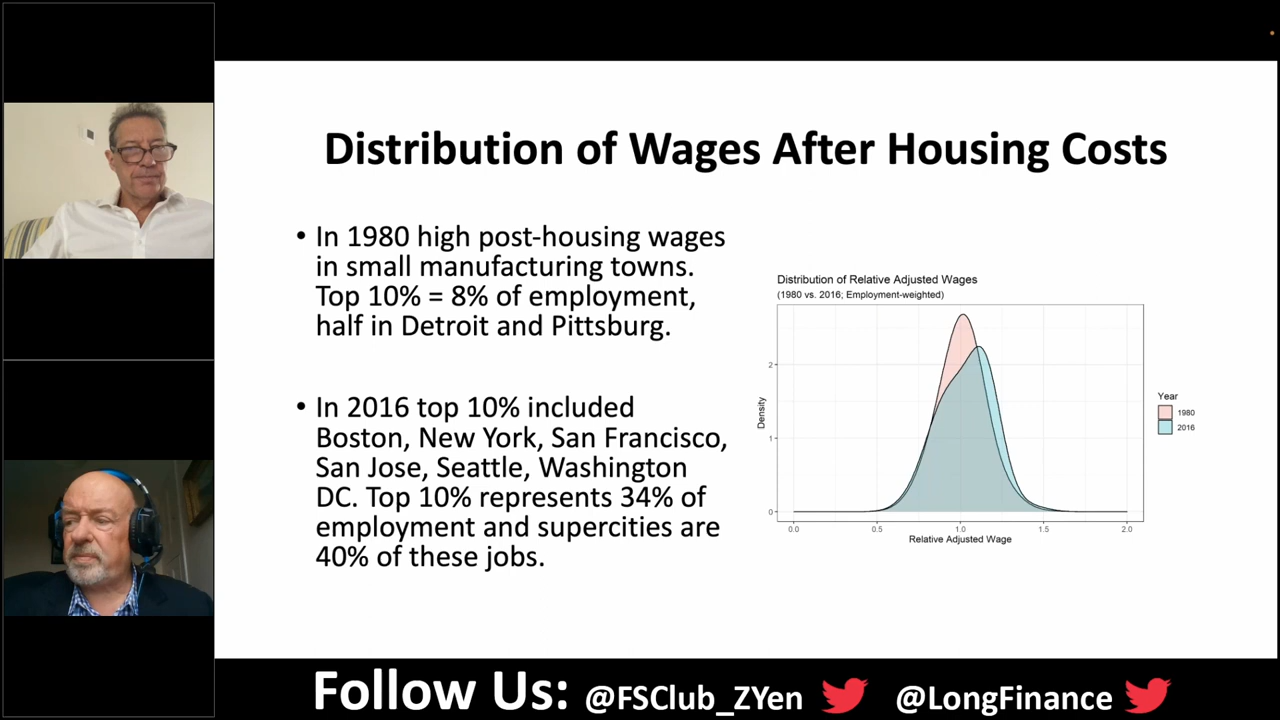 Distribution of Wages After Housing Costs
• In 1980 high post-housing wages
in small manufacturing towns.
Top 10% = 8% of employment,
half in Detroit and Pittsburg.
• In 2016 top 10% included
Boston, New York, San Francisco,
San Jose, Seattle, Washington
DC. Top 10% represents 34% of
employment and supercities are
40% of these jobs.
Distribution of Relative Adjusted Wages
(1980 vs. 2016; Employment-weighted)
Density
2
1
0
0.0 0.5 1.0 1.5 2.0
Relative Adjusted Wage
Year
1980
2016
Follow Us: @FSClub_ZYen @LongFinance